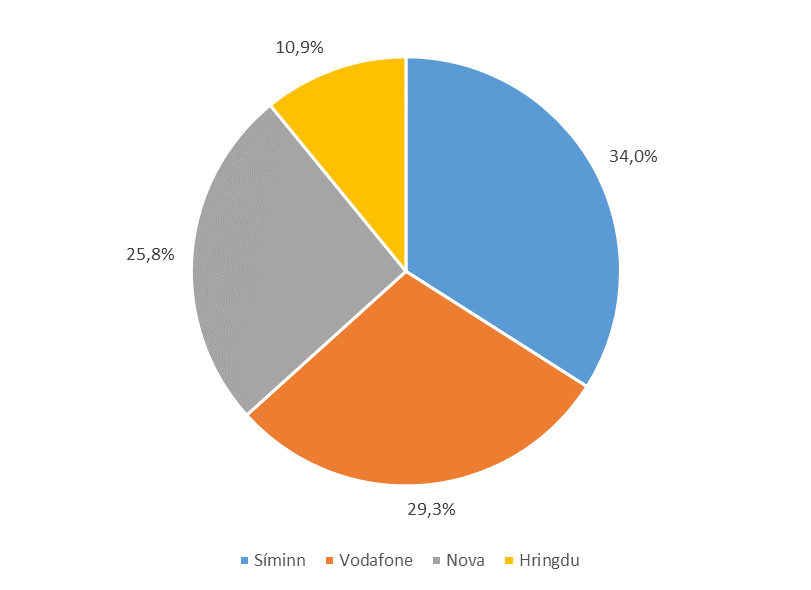 10,9%
34,0%
25,8%
29,3%
Síminn Vodafone Nova Hringdu